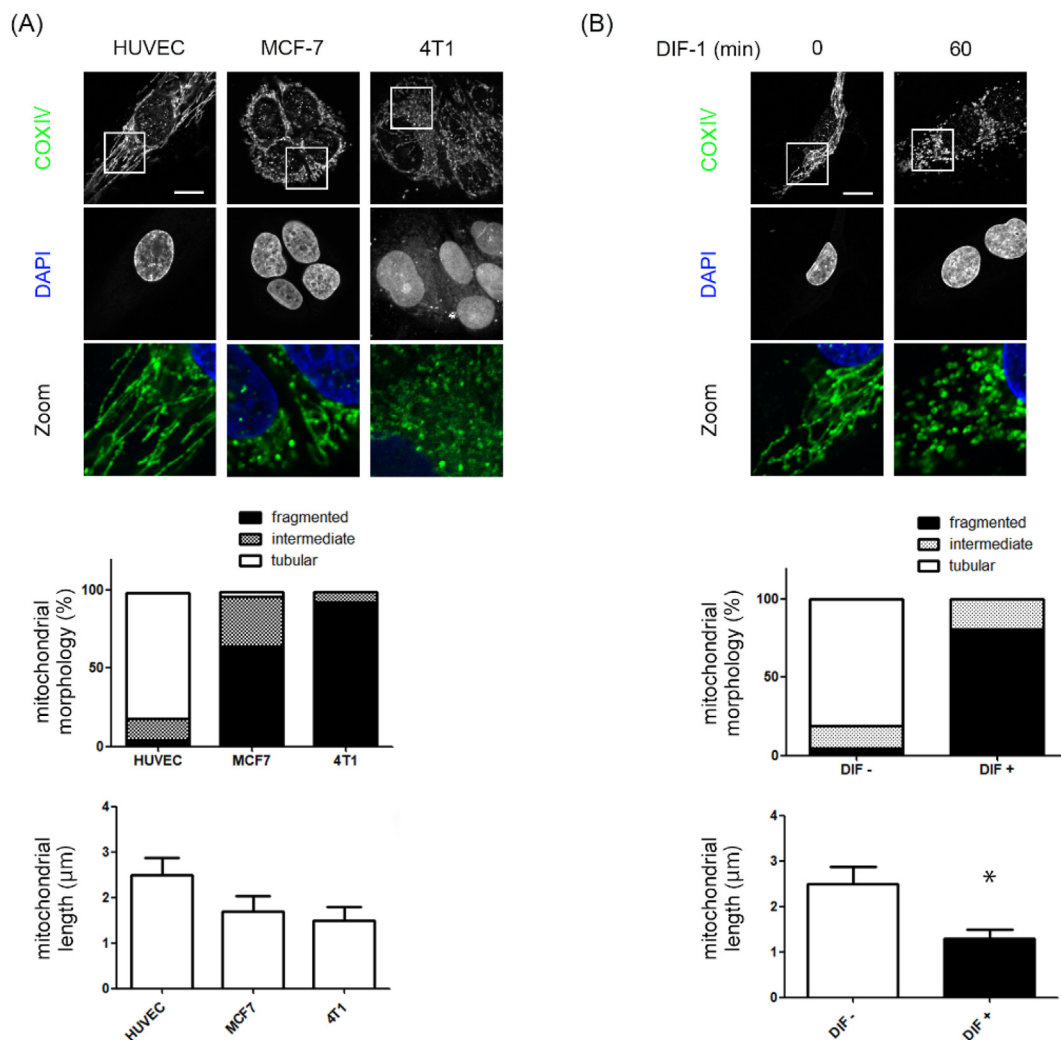 (A)
HUVEC MCF-7 4T1
COXIV
DAPI
Zoom
fragmented
intermediate
tubular
mitochondrial
morphology (%)
100
50
0
HUVEC MCF7 4T1
mitochondrial
length (µm)
4
3
2
1
0
HUVEC MCF7 4T1
(B)
DIF-1 (min) 0 60
COXIV
DAPI
Zoom
fragmented
intermediate
tubular
mitochondrial
morphology (%)
100
50
0
DIF - DIF +
mitochondrial
length (µm)
4
3
2
1
0
*
DIF - DIF +